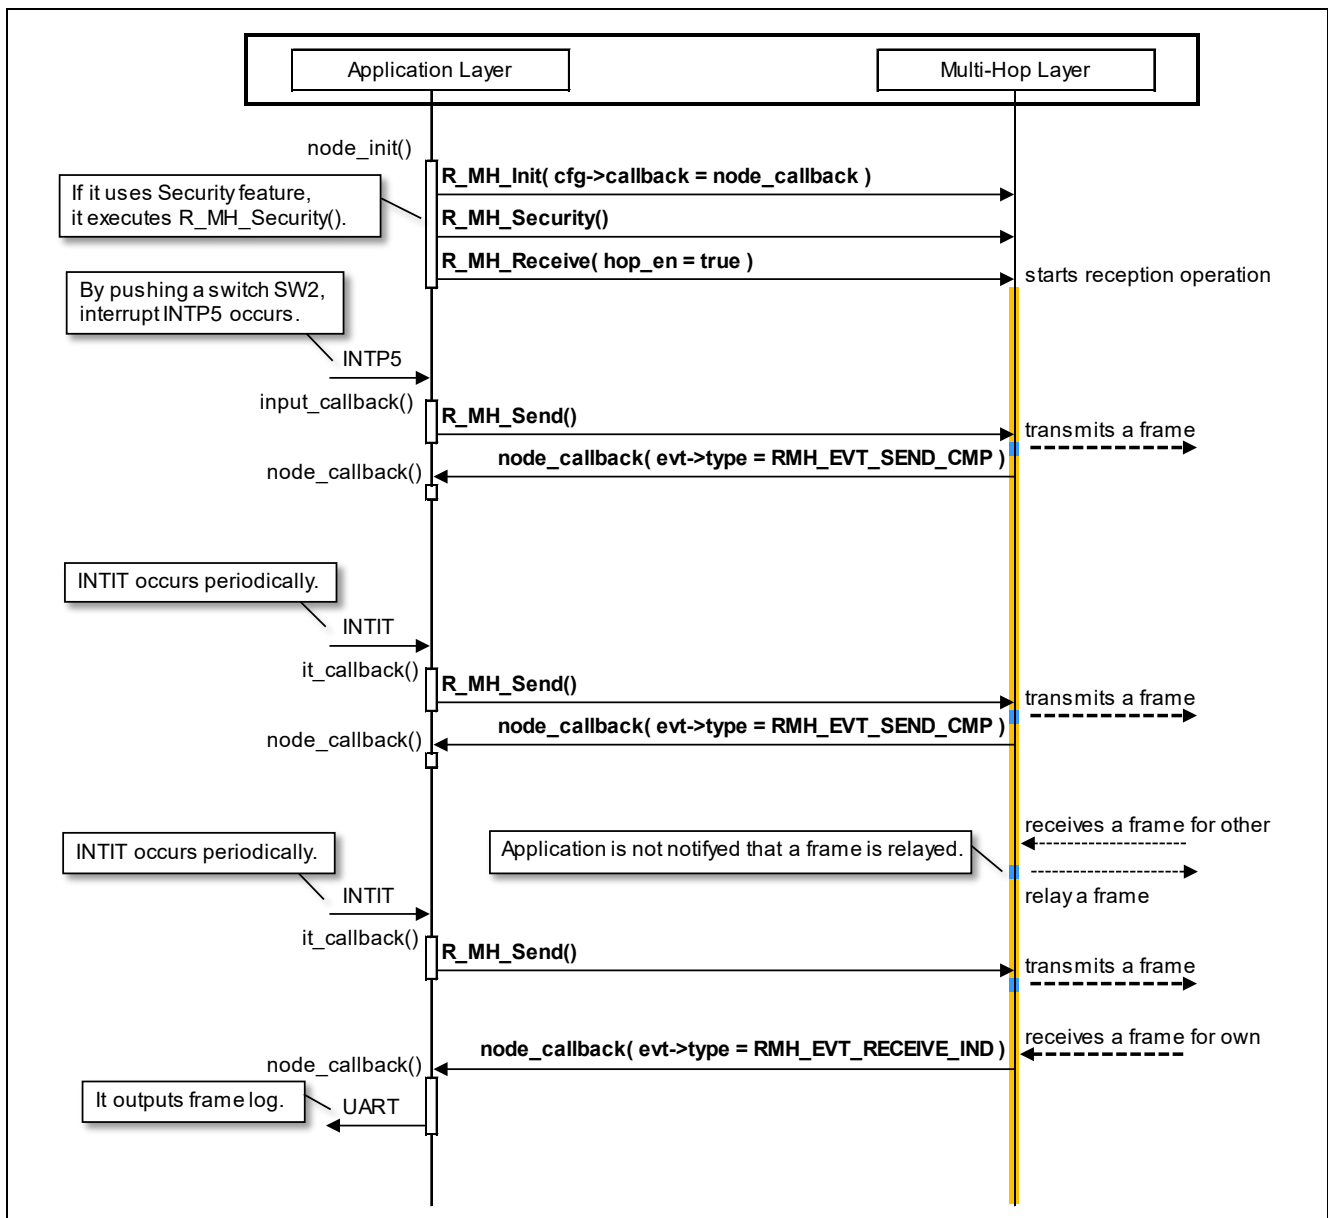 Application Layer
Multi-Hop Layer
node_init()
R_MH_Init( cfg->callback = node_callback )
If it uses Security feature,
it executes R_MH_Security().
R_MH_Security()
R_MH_Receive( hop_en = true )
starts reception operation
By pushing a switch SW2,
interrupt INTP5 occurs.
INTP5
input_callback()
R_MH_Send()
transmits a frame
node_callback( evt->type = RMH_EVT_SEND_CMP )
node_callback()
INTIT occurs periodically.
INTIT
it_callback()
R_MH_Send()
transmits a frame
node_callback( evt->type = RMH_EVT_SEND_CMP )
node_callback()
receives a frame for other
INTIT occurs periodically.
Application is not notifyed that a frame is relayed.
INTIT
relay a frame
it_callback()
R_MH_Send()
transmits a frame
receives a frame for own
node_callback( evt->type = RMH_EVT_RECEIVE_IND )
node_callback()
It outputs frame log.
UART